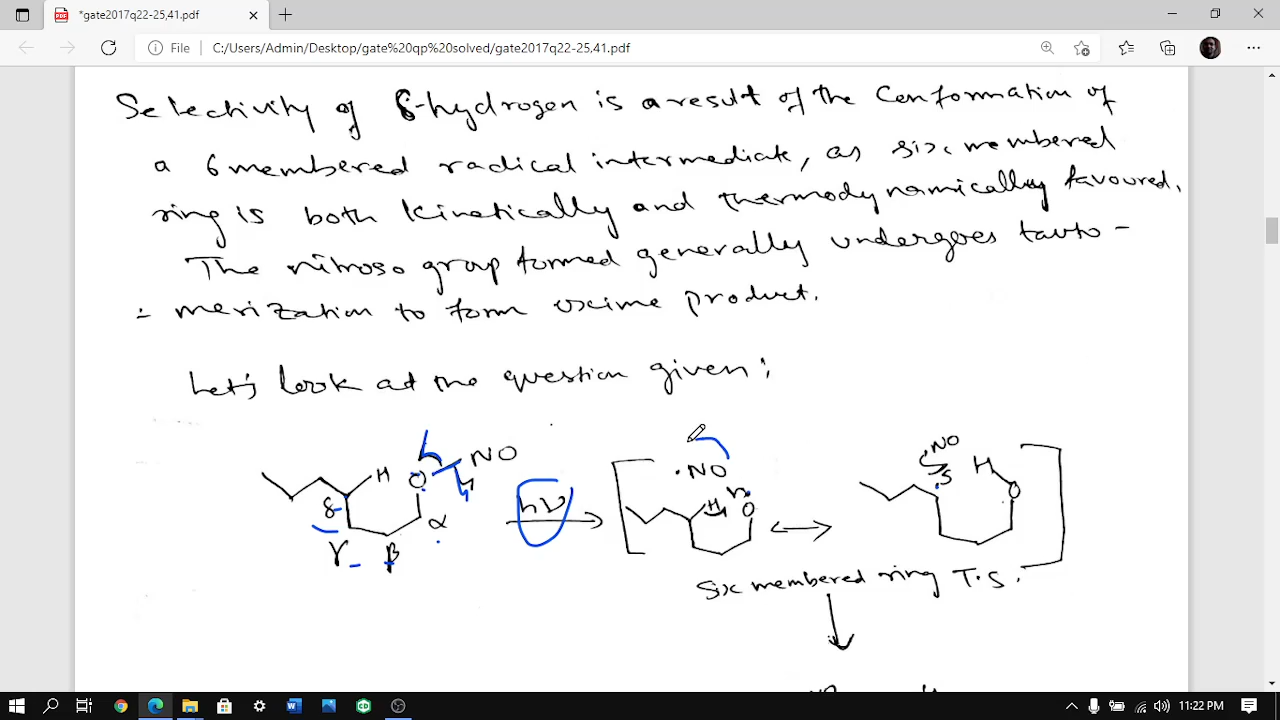 *gate2017q22-25,41.pdf
File C:/Users/Admin/Desktop/gate%20qp%20solved/gate2017q22-25,41.pdf
Selectivity of δ-hydrogen is a result of the Conformation of
a 6 membered radical intermediate, as six membered
ring is both kinetically and thermodynamically favoured.
The nitroso group formed generally undergoes tauto-
= merization to form oxime product.
Let's look at the question given:
H O NO
δ α
γ β
hν
·NO
H O
NO
H O
six membered ring T.S.
11:22 PM